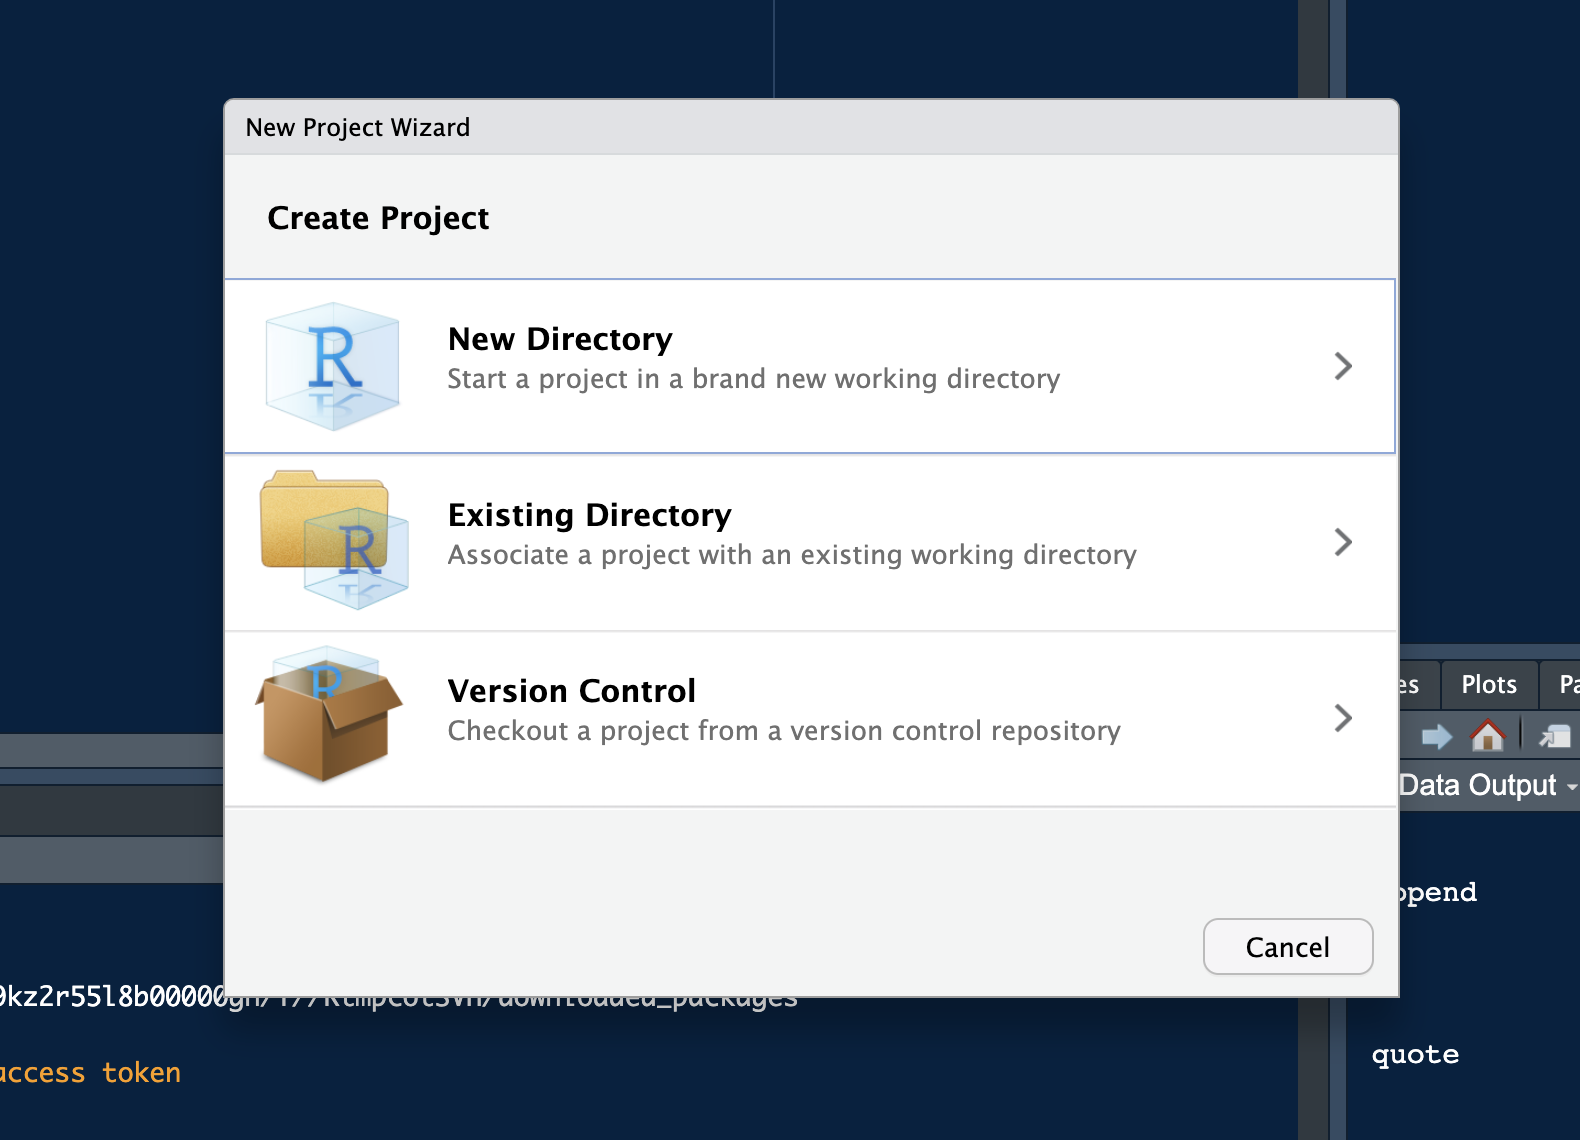 New Project Wizard
Create Project
New Directory
Start a project in a brand new working directory
Existing Directory
Associate a project with an existing working directory
Version Control
Checkout a project from a version control repository
Cancel
Plots
Data Output
quote
access token